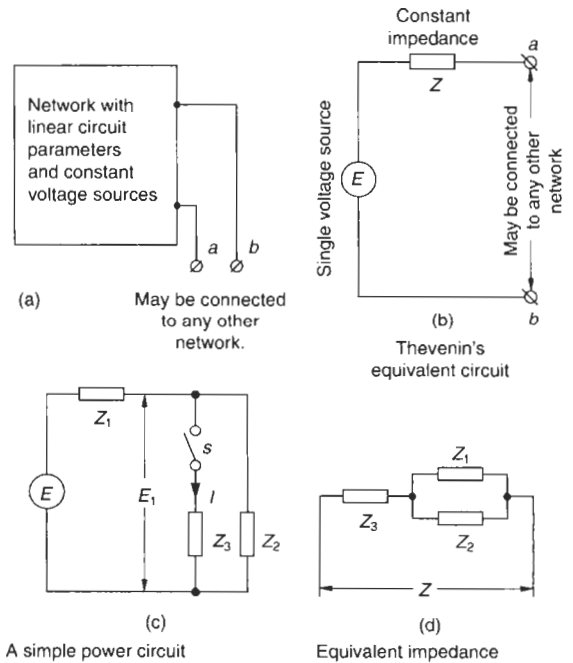 Network with
linear circuit
parameters
and constant
voltage sources
a
b
(a)
May be connected
to any other
network.
Constant
impedance
Z
a
Single voltage source
E
May be connected
to any other
network
b
(b)
Thevenin's
equivalent circuit
Z1
E
E1
s
I
Z3
Z2
(c)
A simple power circuit
Z1
Z3
Z2
Z
(d)
Equivalent impedance